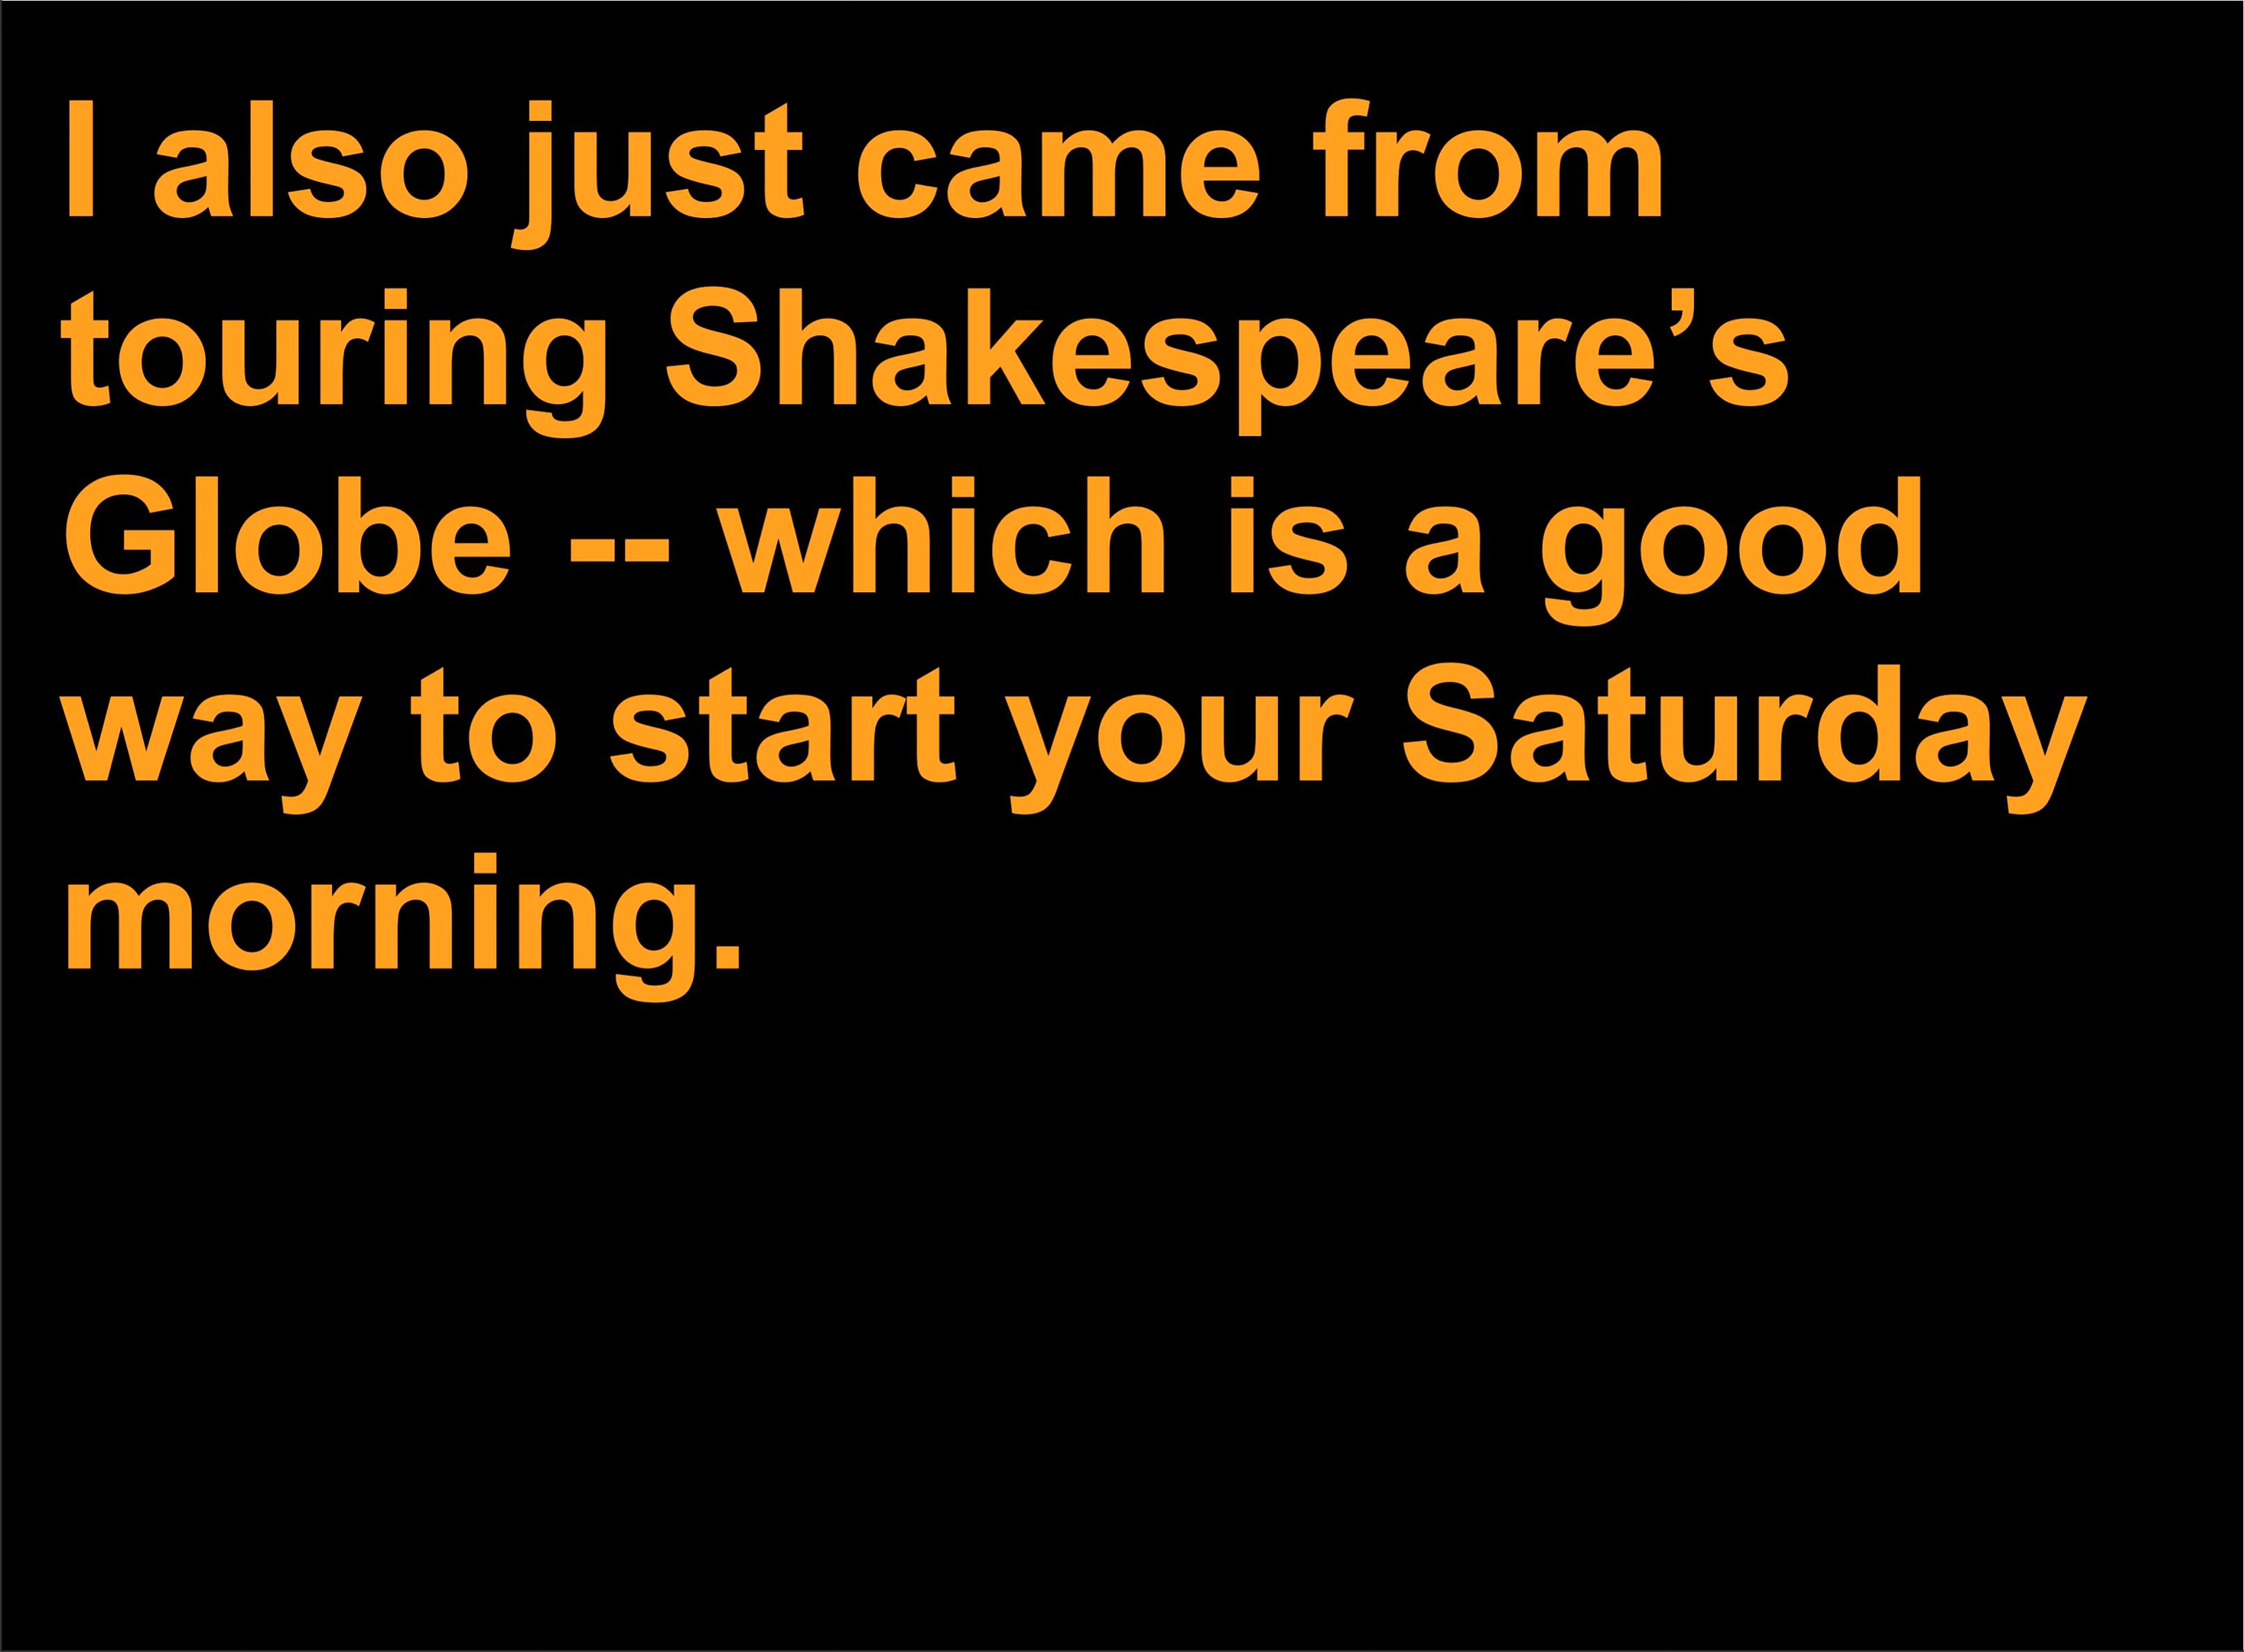 I also just came from
touring Shakespeare’s
Globe -- which is a good
way to start your Saturday
morning.